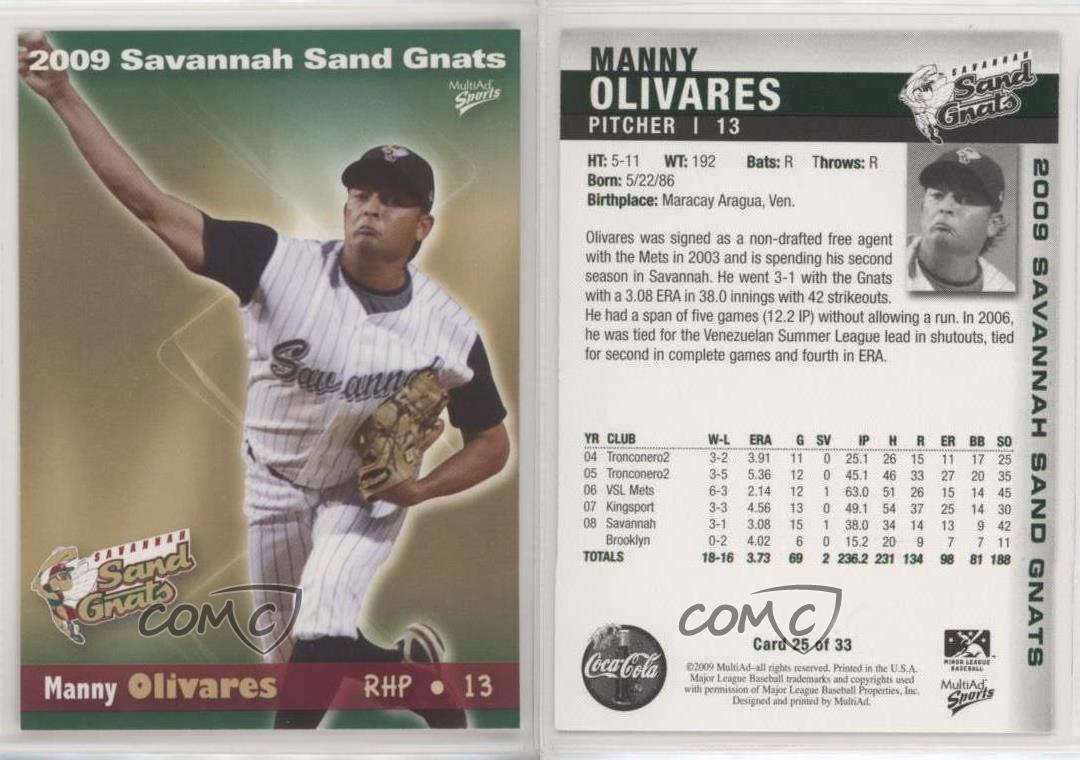 2009 Savannah Sand Gnats
MultiAd
Sports
Savannah
SAVANNAH
Sand
Gnats
COMC
Manny Olivares RHP • 13
MANNY
OLIVARES
PITCHER | 13
SAVANNAH
Sand
Gnats
HT: 5-11 WT: 192 Bats: R Throws: R
Born: 5/22/86
Birthplace: Maracay Aragua, Ven.
Olivares was signed as a non-drafted free agent
with the Mets in 2003 and is spending his second
season in Savannah. He went 3-1 with the Gnats
with a 3.08 ERA in 38.0 innings with 42 strikeouts.
He had a span of five games (12.2 IP) without allowing a run. In 2006,
he was tied for the Venezuelan Summer League lead in shutouts, tied
for second in complete games and fourth in ERA.
2009 SAVANNAH SAND GNATS
YR CLUB W-L ERA G SV IP H R ER BB SO
04 Tronconero2 3-2 3.91 11 0 25.1 26 15 11 17 25
05 Tronconero2 3-5 5.36 12 0 45.1 46 33 27 20 35
06 VSL Mets 6-3 2.14 12 1 63.0 51 26 15 14 45
07 Kingsport 3-3 4.56 13 0 49.1 54 37 25 14 30
08 Savannah 3-1 3.08 15 1 38.0 34 14 13 9 42
Brooklyn 0-2 4.02 6 0 15.2 20 9 7 7 11
TOTALS 18-16 3.73 69 2 236.2 231 134 98 81 188
COMC
Card 25 of 33
Coca-Cola
©2009 MultiAd–all rights reserved. Printed in the U.S.A.
Major League Baseball trademarks and copyrights used
with permission of Major League Baseball Properties, Inc.
Designed and printed by MultiAd.
MINOR LEAGUE
BASEBALL
MultiAd
Sports